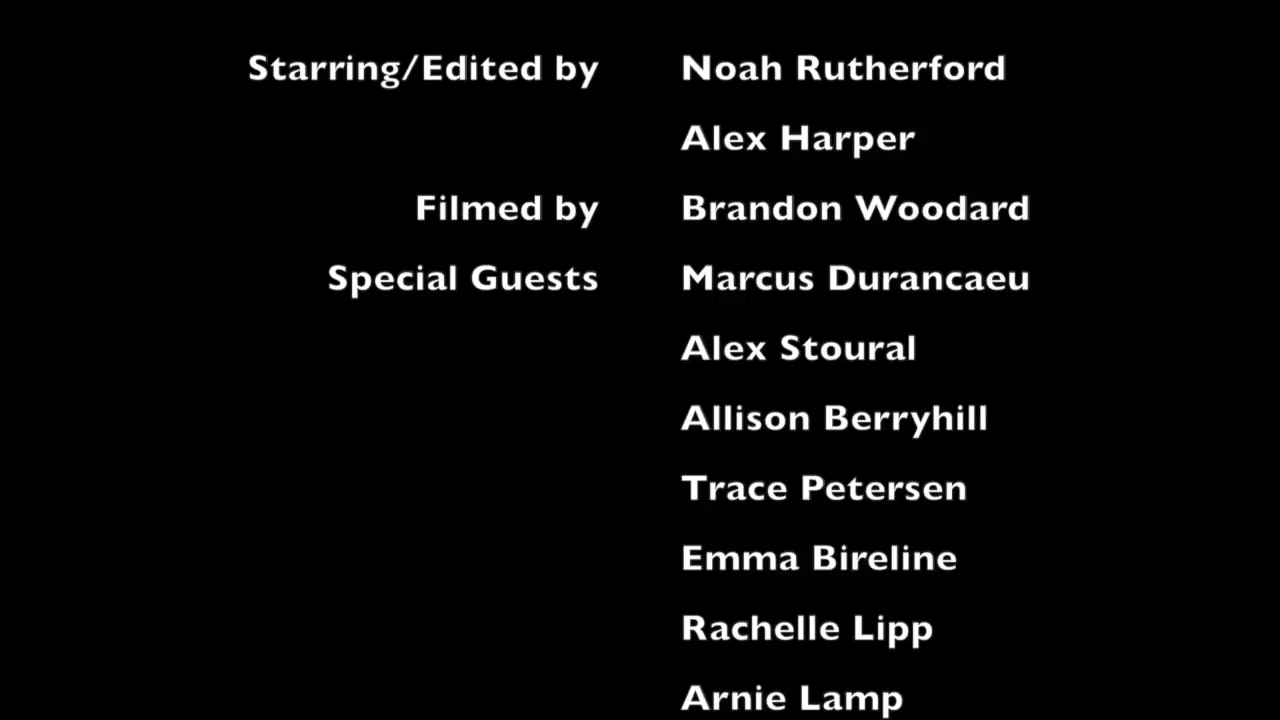 Starring/Edited by Noah Rutherford
Alex Harper
Filmed by Brandon Woodard
Special Guests Marcus Durancaeu
Alex Stoural
Allison Berryhill
Trace Petersen
Emma Bireline
Rachelle Lipp
Arnie Lamp